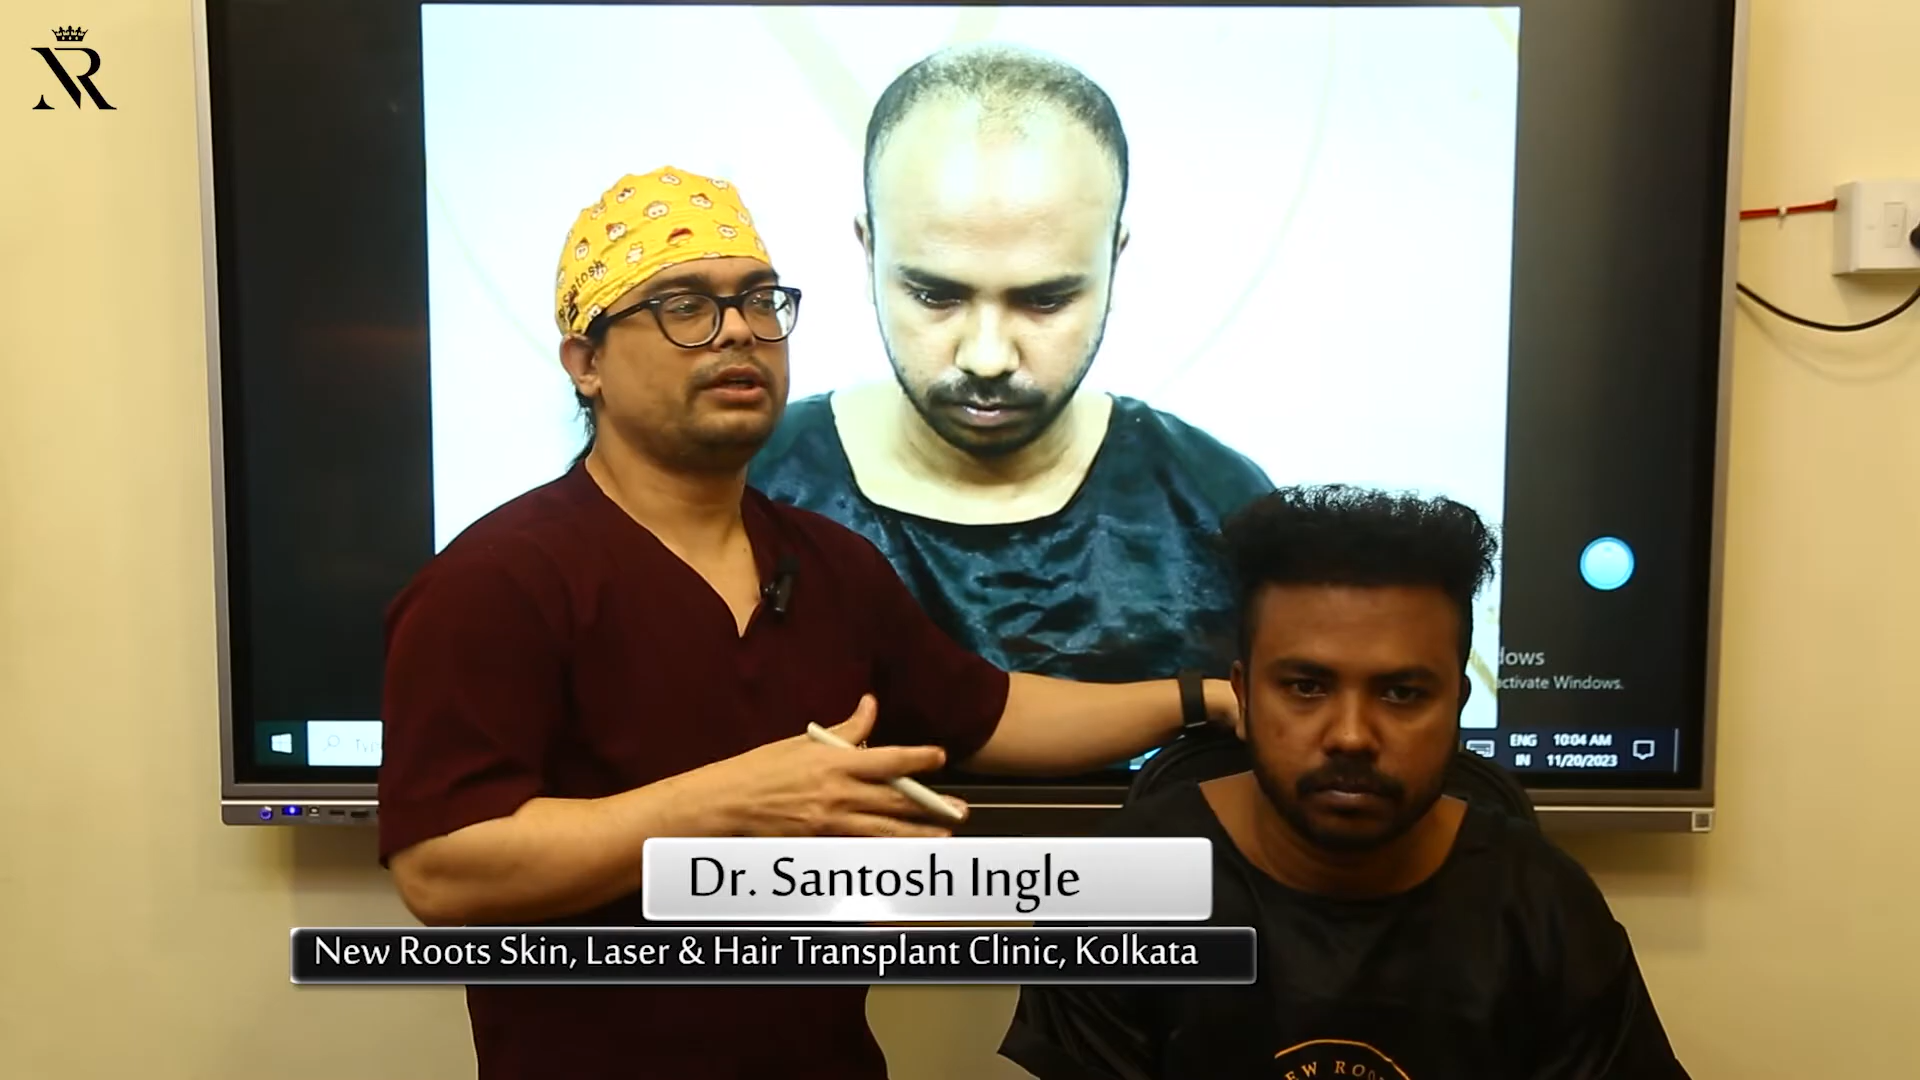 NR
Santosh
dows
activate Windows.
ENG
10:04 AM
IN
11/20/2023
Dr. Santosh Ingle
New Roots Skin, Laser & Hair Transplant Clinic, Kolkata
EW ROO